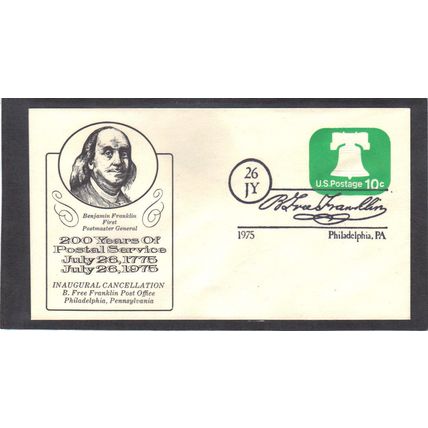 Benjamin Franklin
First
Postmaster General
200 Years Of
Postal Service
July 26, 1775
July 26, 1975
INAUGURAL CANCELLATION
B. Free Franklin Post Office
Philadelphia, Pennsylvania
26
JY
U.S. Postage 10c
B Free Franklin
1975 Philadelphia, PA